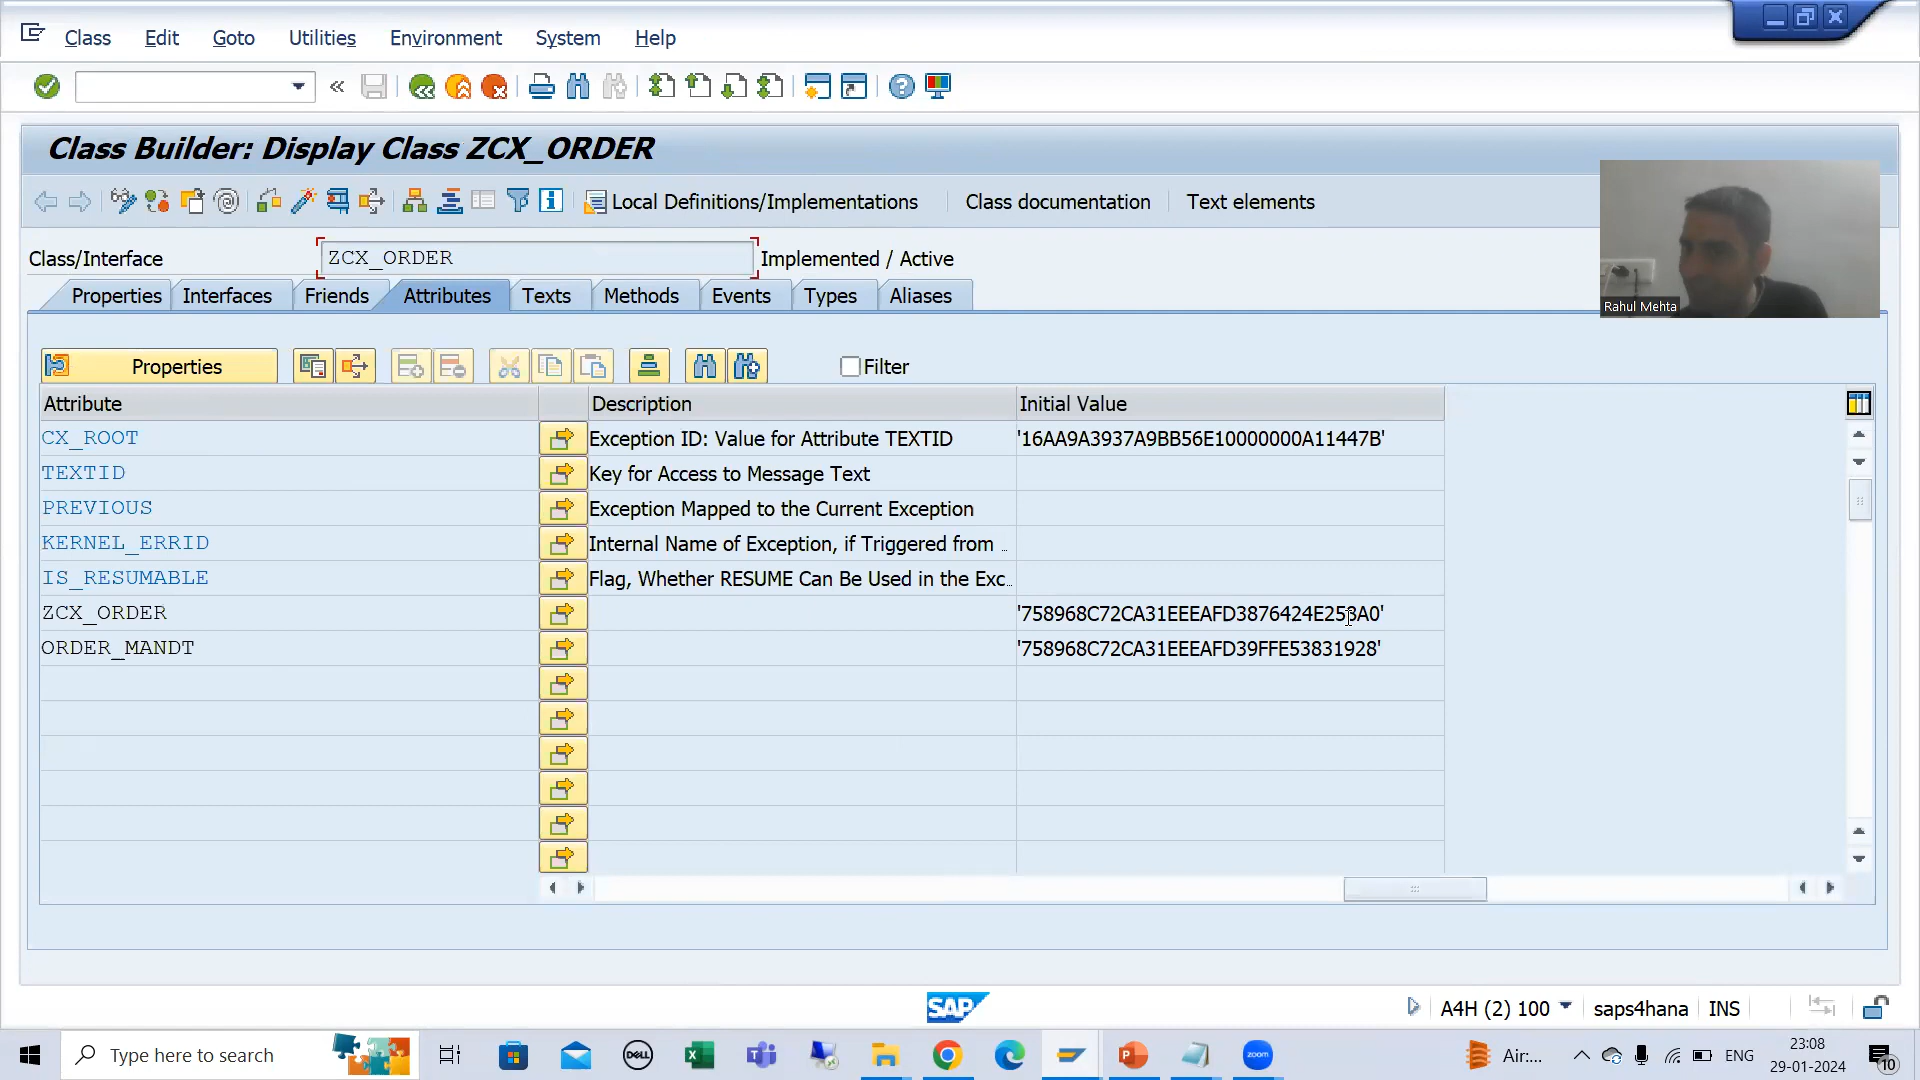 Class Edit Goto Utilities Environment System Help
Class Builder: Display Class ZCX_ORDER
Local Definitions/Implementations Class documentation Text elements
Class/Interface ZCX_ORDER Implemented / Active
Properties Interfaces Friends Attributes Texts Methods Events Types Aliases
Rahul Mehta
Properties Filter
Attribute Description Initial Value
CX_ROOT Exception ID: Value for Attribute TEXTID '16AA9A3937A9BB56E10000000A11447B'
TEXTID Key for Access to Message Text
PREVIOUS Exception Mapped to the Current Exception
KERNEL_ERRID Internal Name of Exception, if Triggered from ...
IS_RESUMABLE Flag, Whether RESUME Can Be Used in the Exc...
ZCX_ORDER
ORDER_MANDT '758968C72CA31EEEAFD39FFE53831928'
SAP
A4H (2) 100 saps4hana INS
Type here to search
DELL
zoom
Air:... ENG
23:08
29-01-2024
10